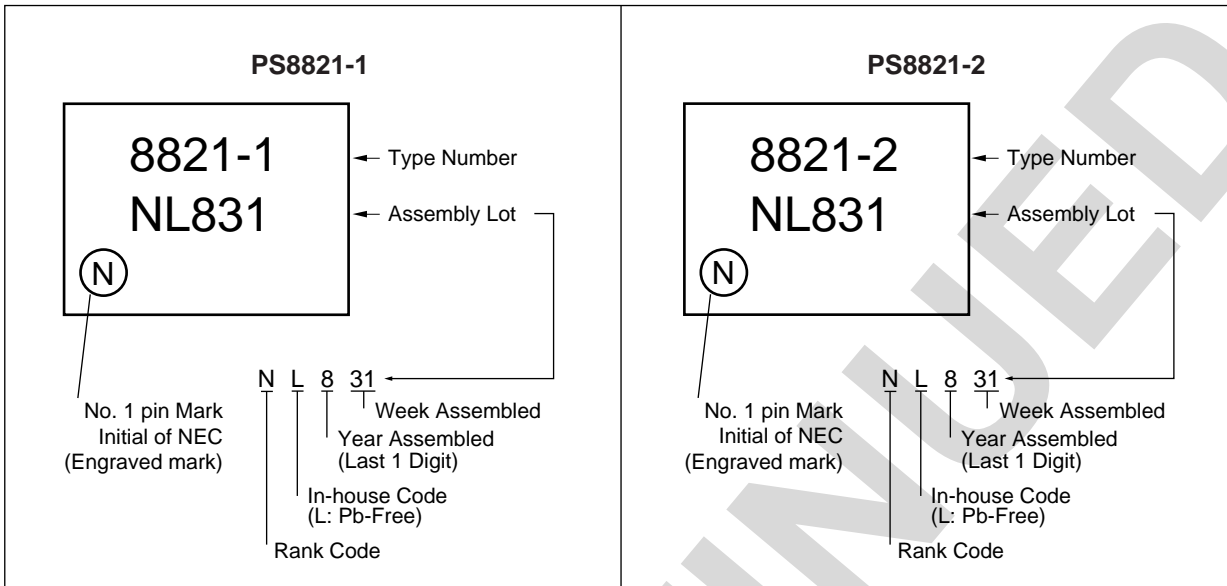 PS8821-1
8821-1
Type Number
NL831
Assembly Lot
N
N L 8 31
No. 1 pin Mark
Initial of NEC
(Engraved mark)
Week Assembled
Year Assembled
(Last 1 Digit)
In-house Code
(L: Pb-Free)
Rank Code
PS8821-2
8821-2
Type Number
NL831
Assembly Lot
N
N L 8 31
No. 1 pin Mark
Initial of NEC
(Engraved mark)
Week Assembled
Year Assembled
(Last 1 Digit)
In-house Code
(L: Pb-Free)
Rank Code
NUED